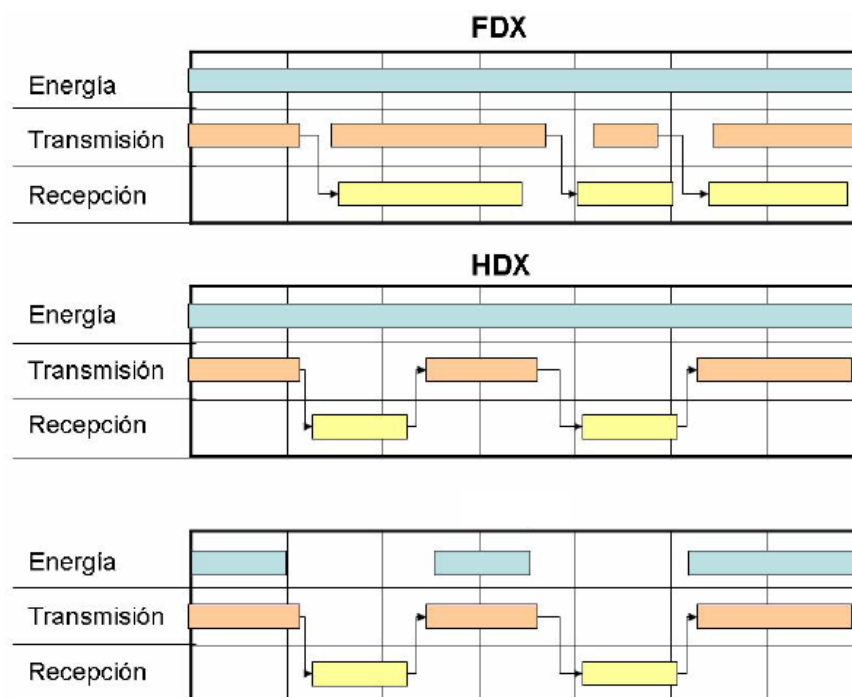 FDX
Energía
Transmisión
Recepción
HDX
Energía
Transmisión
Recepción
Energía
Transmisión
Recepción